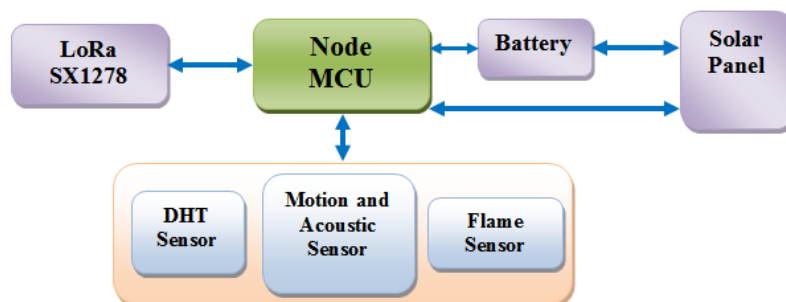 LoRa
SX1278
Node
MCU
Battery
Solar
Panel
DHT
Sensor
Motion and
Acoustic
Sensor
Flame
Sensor